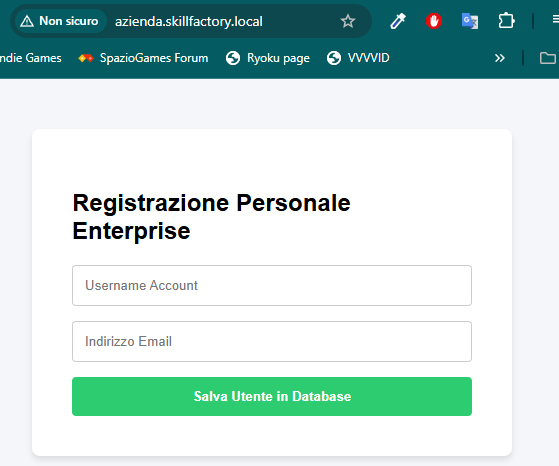 Non sicuro azienda.skillfactory.local
ndie Games SpazioGames Forum Ryoku page VVVVID »
Registrazione Personale
Enterprise
Username Account
Indirizzo Email
Salva Utente in Database